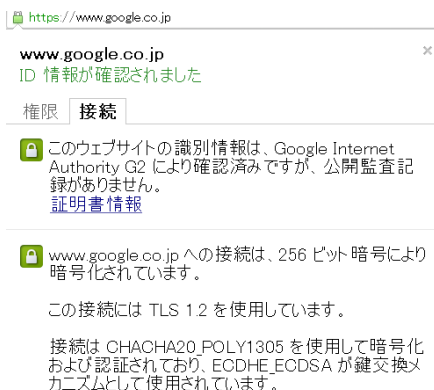 https://www.google.co.jp
www.google.co.jp
×
ID 情報が確認されました
権限 接続
このウェブサイトの識別情報は、Google Internet
Authority G2 により確認済みですが、公開監査記
録がありません。
証明書情報
www.google.co.jp への接続は、256 ビット暗号により
暗号化されています。
この接続には TLS 1.2 を使用しています。
接続は CHACHA20_POLY1305 を使用して暗号化
および認証されており、ECDHE_ECDSA が鍵交換メ
カニズムとして使用されています。